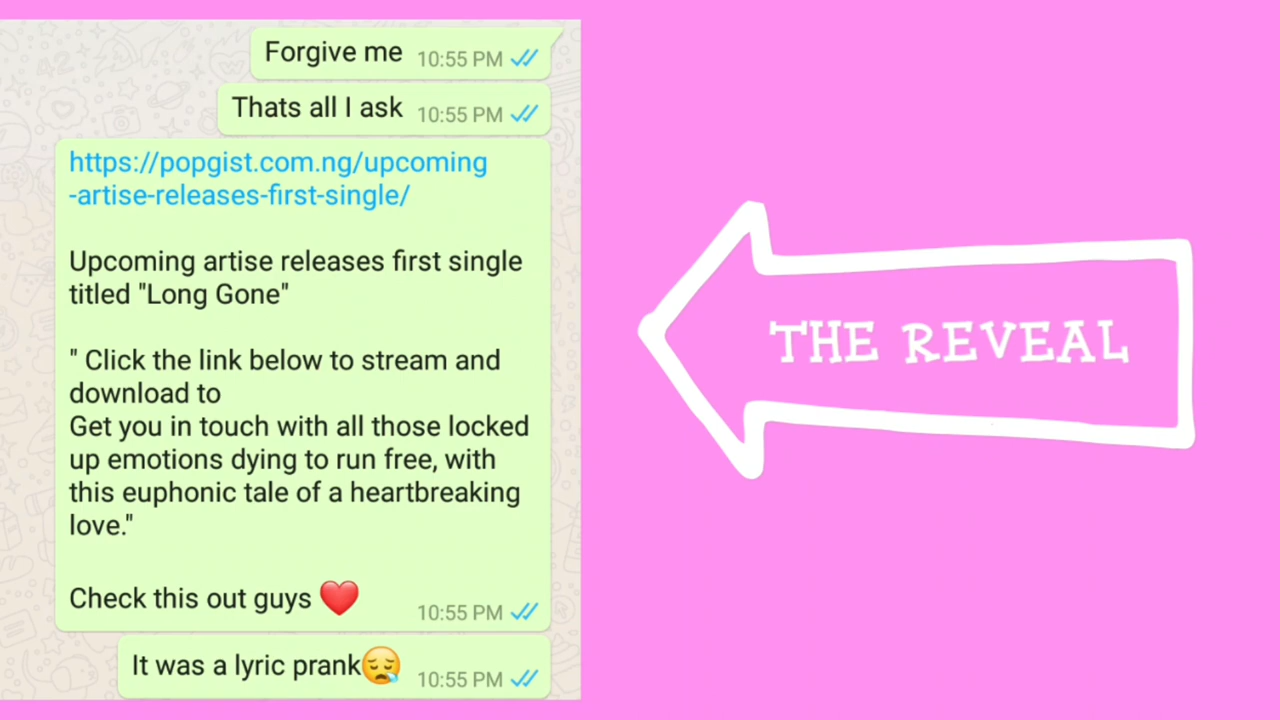 Forgive me 10:55 PM
Thats all I ask 10:55 PM
https://popgist.com.ng/upcoming
-artise-releases-first-single/
Upcoming artise releases first single
titled "Long Gone"
" Click the link below to stream and
download to
Get you in touch with all those locked
up emotions dying to run free, with
this euphonic tale of a heartbreaking
love."
Check this out guys ❤️ 10:55 PM
It was a lyric prank😪 10:55 PM
THE REVEAL